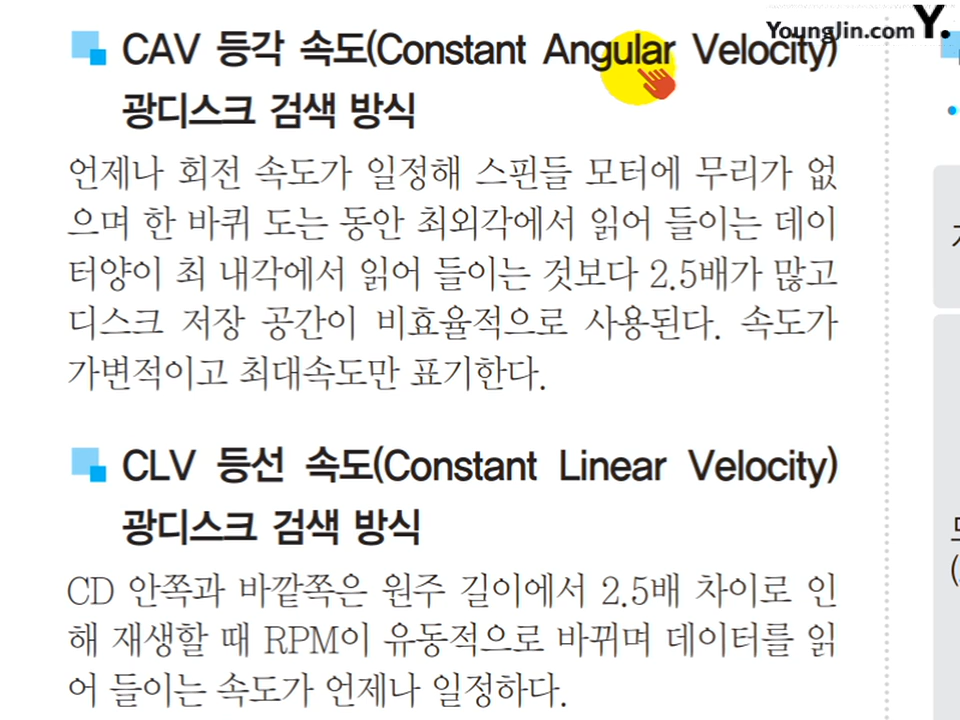 Younglin.com Y.
CAV 등각 속도(Constant Angular Velocity)
광디스크 검색 방식
언제나 회전 속도가 일정해 스핀들 모터에 무리가 없
으며 한 바퀴 도는 동안 최외각에서 읽어 들이는 데이
터양이 최 내각에서 읽어 들이는 것보다 2.5배가 많고
디스크 저장 공간이 비효율적으로 사용된다. 속도가
가변적이고 최대속도만 표기한다.
CLV 등선 속도(Constant Linear Velocity)
광디스크 검색 방식
CD 안쪽과 바깥쪽은 원주 길이에서 2.5배 차이로 인
해 재생할 때 RPM이 유동적으로 바뀌며 데이터를 읽
어 들이는 속도가 언제나 일정하다.